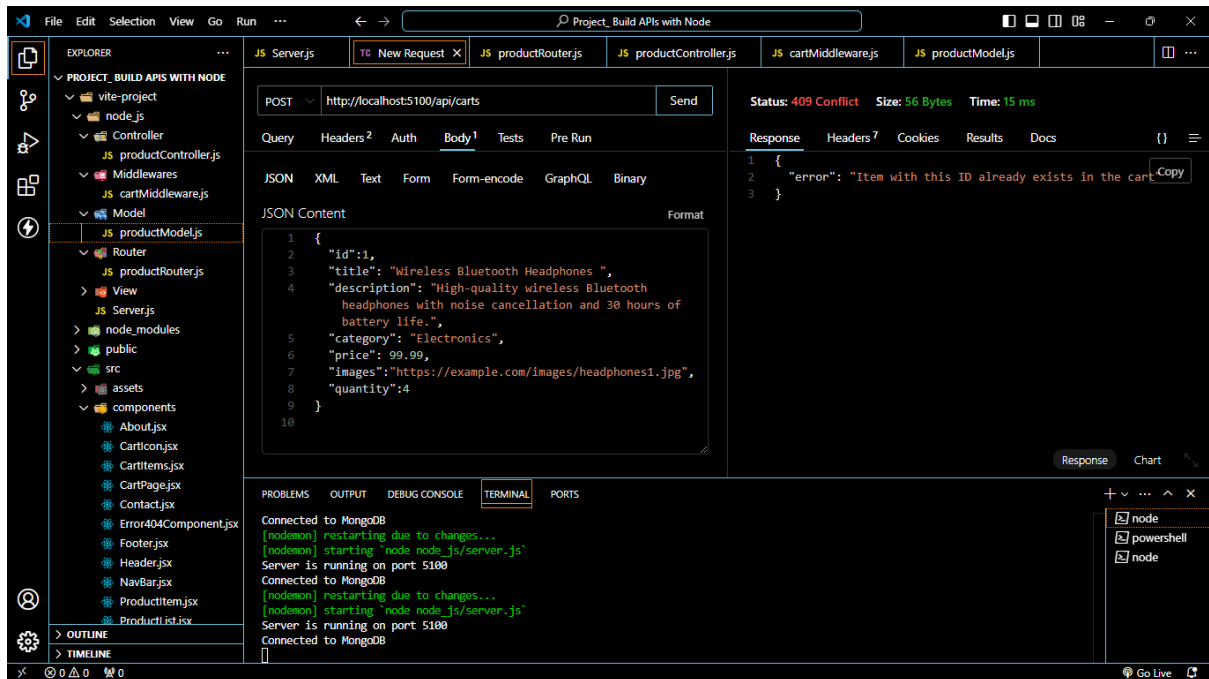 File Edit Selection View Go Run ··· Project_ Build APIs with Node
EXPLORER ···
PROJECT_ BUILD APIS WITH NODE
vite-project
node_js
Controller
JS productController.js
Middlewares
JS cartMiddleware.js
Model
JS productModel.js
Router
JS productRouter.js
View
JS Server.js
node_modules
public
src
assets
components
About.jsx
CartIcon.jsx
CartItems.jsx
CartPage.jsx
Contact.jsx
Error404Component.jsx
Footer.jsx
Header.jsx
NavBar.jsx
ProductItem.jsx
ProductList.jsx
OUTLINE
TIMELINE
JS Server.js TC New Request JS productRouter.js JS productController.js JS cartMiddleware.js JS productModel.js ···
POST http://localhost:5100/api/carts Send
Query Headers 2 Auth Body 1 Tests Pre Run
JSON XML Text Form Form-encode GraphQL Binary
JSON Content Format
1 {
2 "id":1,
3 "title": "Wireless Bluetooth Headphones ",
4 "description": "High-quality wireless Bluetooth
headphones with noise cancellation and 30 hours of
battery life.",
5 "category": "Electronics",
6 "price": 99.99,
7 "images":"https://example.com/images/headphones1.jpg",
8 "quantity":4
9 }
10
Status: 409 Conflict Size: 56 Bytes Time: 15 ms
Response Headers 7 Cookies Results Docs {}
1 {
2 "error": "Item with this ID already exists in the cart"
3 }
Copy
Response Chart
PROBLEMS OUTPUT DEBUG CONSOLE TERMINAL PORTS
Connected to MongoDB
[nodemon] restarting due to changes...
[nodemon] starting `node node_js/server.js`
Server is running on port 5100
Connected to MongoDB
[nodemon] restarting due to changes...
[nodemon] starting `node node_js/server.js`
Server is running on port 5100
Connected to MongoDB
node
powershell
node
0 0 0 Go Live